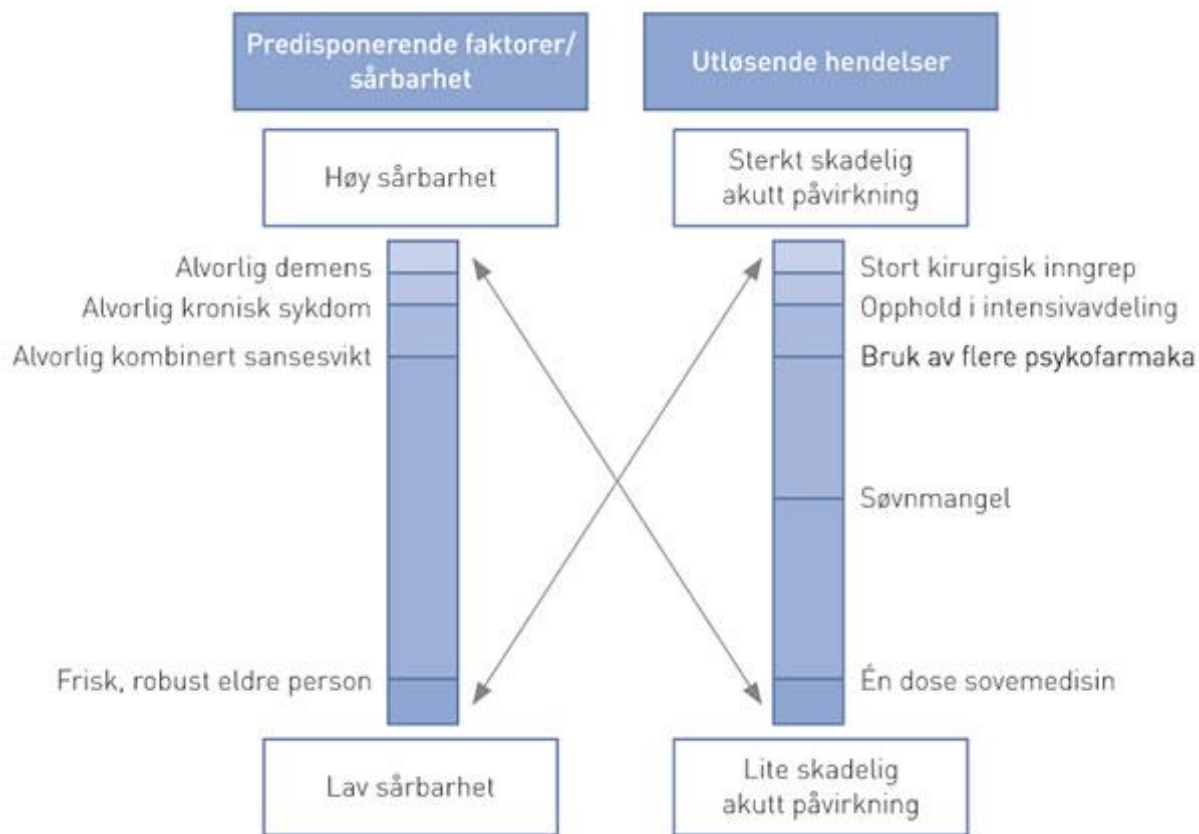 Predisponerende faktorer/
sårbarhet
Utløsende hendelser
Høy sårbarhet
Sterkt skadelig
akutt påvirkning
Alvorlig demens
Alvorlig kronisk sykdom
Alvorlig kombinert sansesvikt
Frisk, robust eldre person
Stort kirurgisk inngrep
Opphold i intensivavdeling
Bruk av flere psykofarmaka
Søvnmangel
Én dose sovemedisin
Lav sårbarhet
Lite skadelig
akutt påvirkning